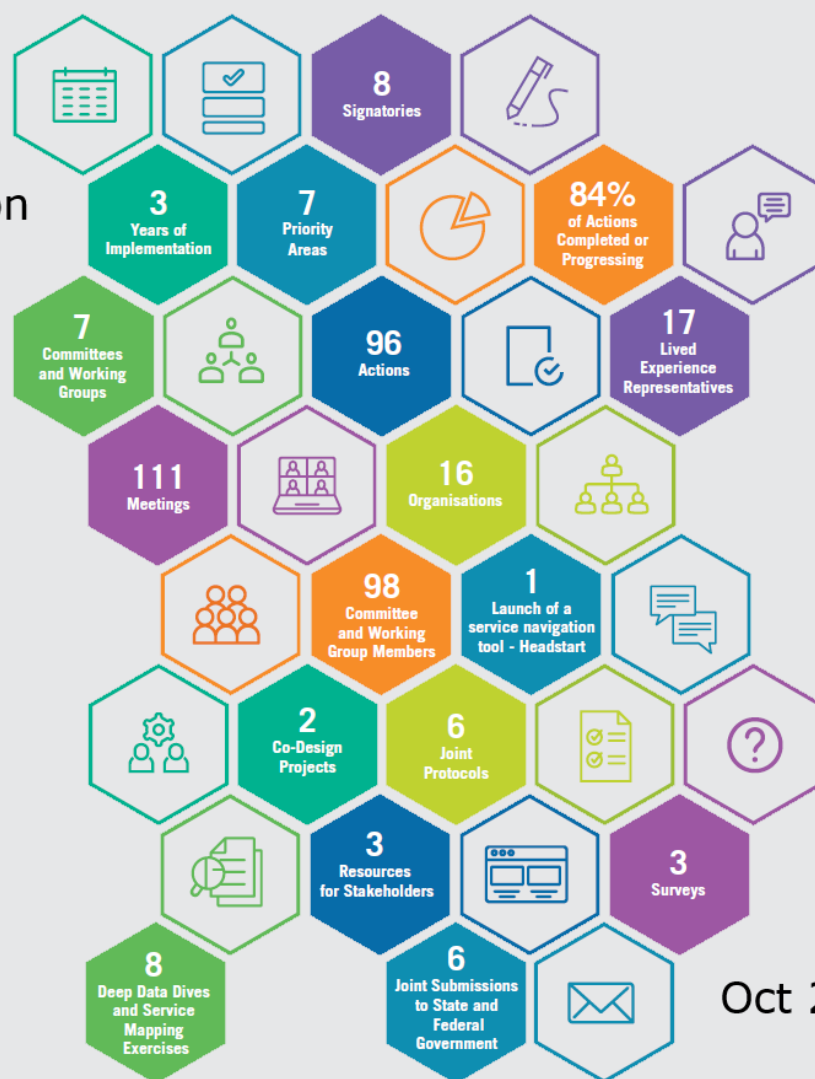 8
Signatories
on
3
Years of
Implementation
7
Priority
Areas
84%
of Actions
Completed or
Progressing
7
Committees
and Working
Groups
96
Actions
17
Lived
Experience
Representatives
111
Meetings
16
Organisations
98
Committee
and Working
Group Members
1
Launch of a
service navigation
tool - Headstart
2
Co-Design
Projects
6
Joint
Protocols
3
Resources
for Stakeholders
3
Surveys
8
Deep Data Dives
and Service
Mapping
Exercises
6
Joint Submissions
to State and
Federal
Government
Oct 2